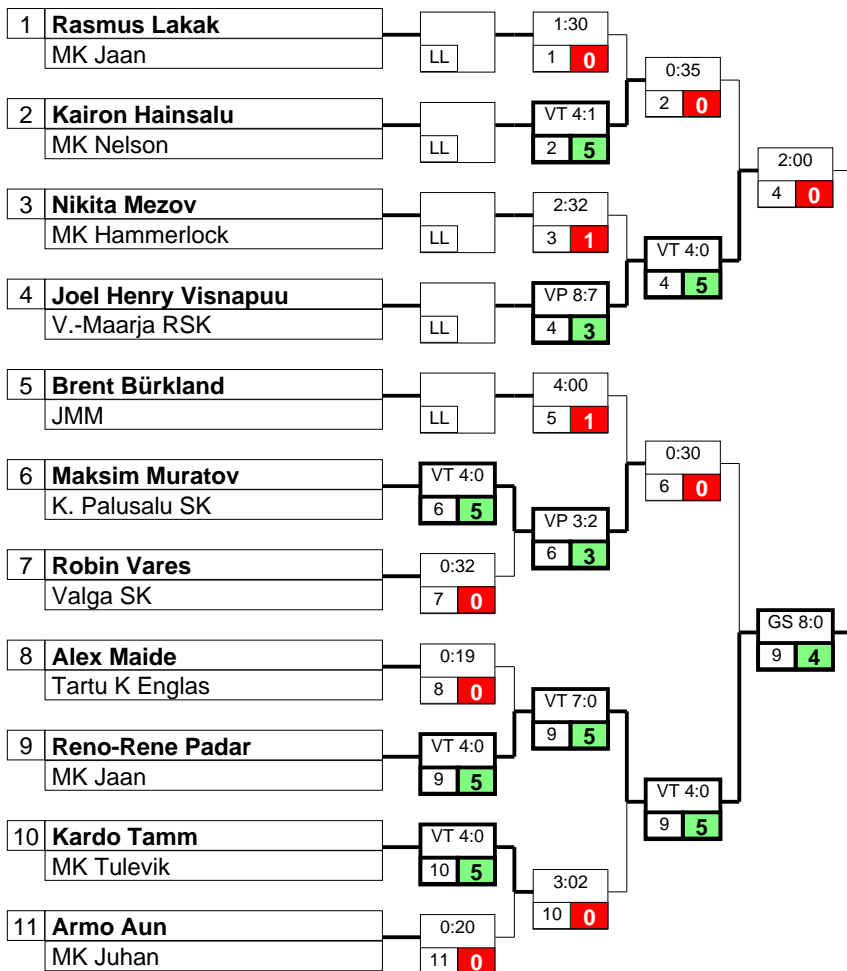 1 Rasmus Lakak
MK Jaan
LL
1:30
1 0
0:35
2 0
2 Kairon Hainsalu
MK Nelson
LL
VT 4:1
2 5
2:00
4 0
3 Nikita Mezov
MK Hammerlock
LL
2:32
3 1
VT 4:0
4 5
4 Joel Henry Visnapuu
V.-Maarja RSK
LL
VP 8:7
4 3
5 Brent Bürkland
JMM
LL
4:00
5 1
0:30
6 0
6 Maksim Muratov
K. Palusalu SK
VT 4:0
6 5
VP 3:2
6 3
7 Robin Vares
Valga SK
0:32
7 0
GS 8:0
9 4
8 Alex Maide
Tartu K Englas
0:19
8 0
VT 7:0
9 5
9 Reno-Rene Padar
MK Jaan
VT 4:0
9 5
VT 4:0
9 5
10 Kardo Tamm
MK Tulevik
VT 4:0
10 5
3:02
10 0
11 Armo Aun
MK Juhan
0:20
11 0